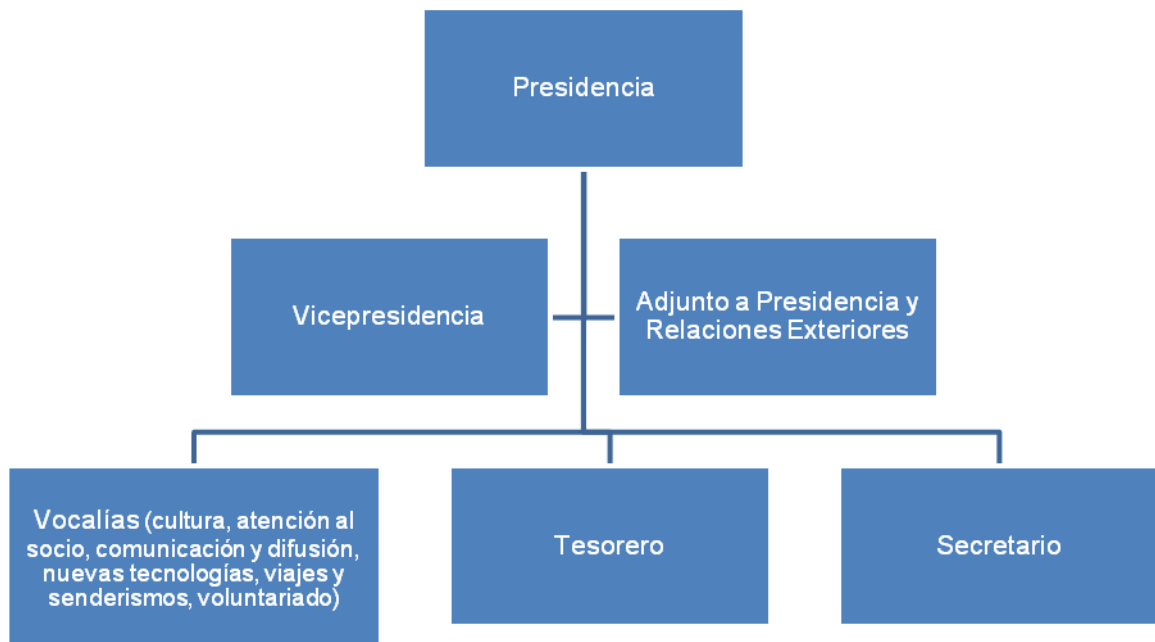 Presidencia
Vicepresidencia
Adjunto a Presidencia y
Relaciones Exteriores
Vocalías (cultura, atención al
socio, comunicación y difusión,
nuevas tecnologías, viajes y
senderismos, voluntariado)
Tesorero
Secretario